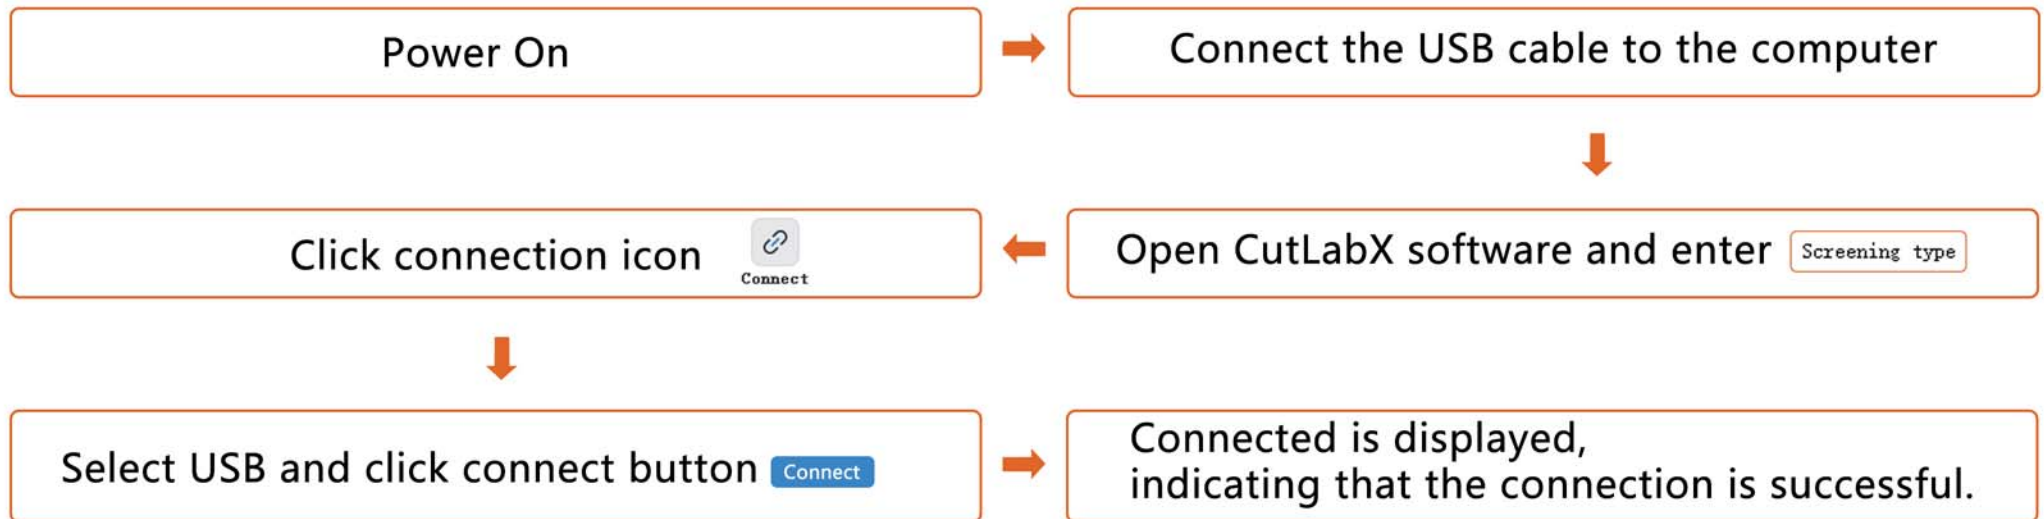 Power On
Connect the USB cable to the computer
Open CutLabX software and enter Screening type
Click connection icon Connect
Select USB and click connect button Connect
Connected is displayed,
indicating that the connection is successful.